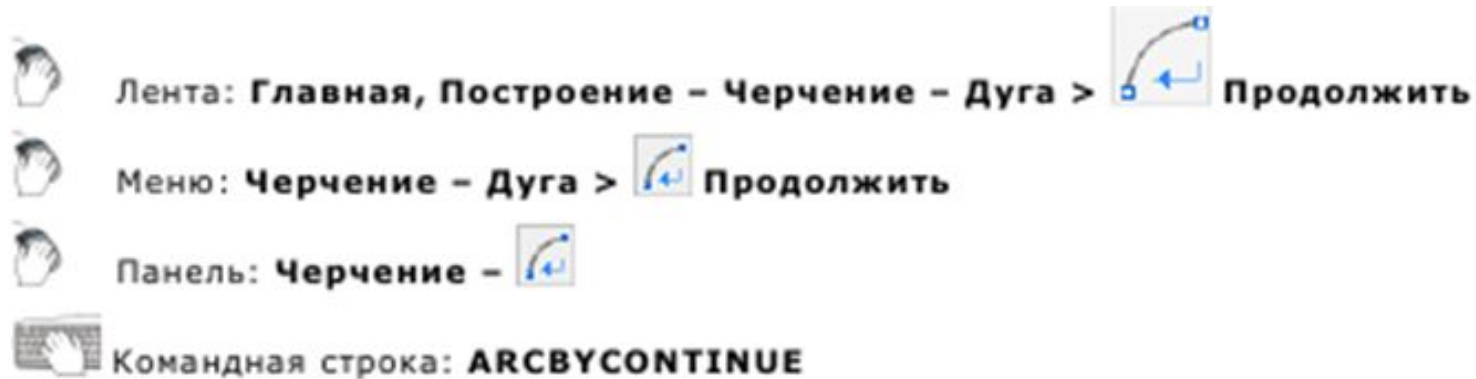 Лента: Главная, Построение – Черчение – Дуга > Продолжить
Меню: Черчение – Дуга > Продолжить
Панель: Черчение –
Командная строка: ARCBYCONTINUE